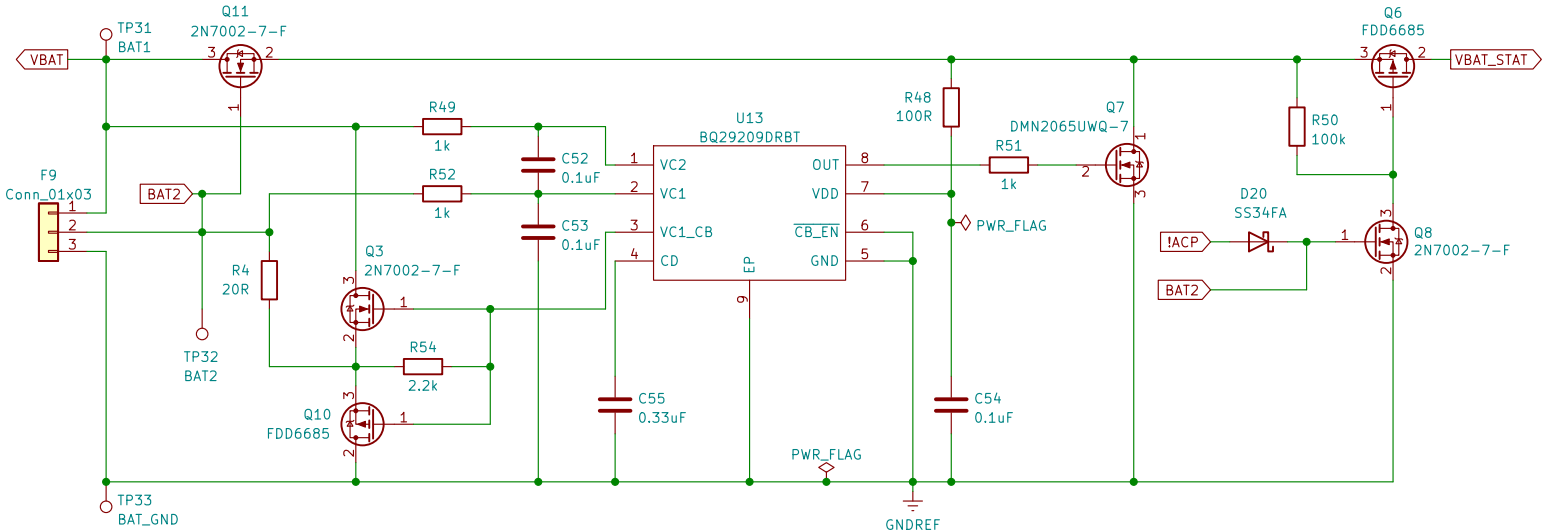 Q11
2N7002-7-F
TP31
BAT1
VBAT
3
2
1
Q6
FDD6685
3
2
1
VBAT_STAT
R49
1k
R48
100R
U13
BQ29209DRBT
Q7
DMN2065UWQ-7
1
2
3
R50
100k
C52
0.1uF
1
VC2
OUT
8
R51
1k
F9
Conn_01x03
1
2
3
BAT2
R52
1k
2
VC1
VDD
7
D20
SS34FA
C53
0.1uF
3
VC1_CB
CB_EN
6
PWR_FLAG
!ACP
1
3
2
Q8
2N7002-7-F
4
CD
GND
5
EP
9
BAT2
Q3
2N7002-7-F
3
1
2
R4
20R
TP32
BAT2
R54
2.2k
Q10
FDD6685
3
1
2
C55
0.33uF
C54
0.1uF
PWR_FLAG
TP33
BAT_GND
GNDREF